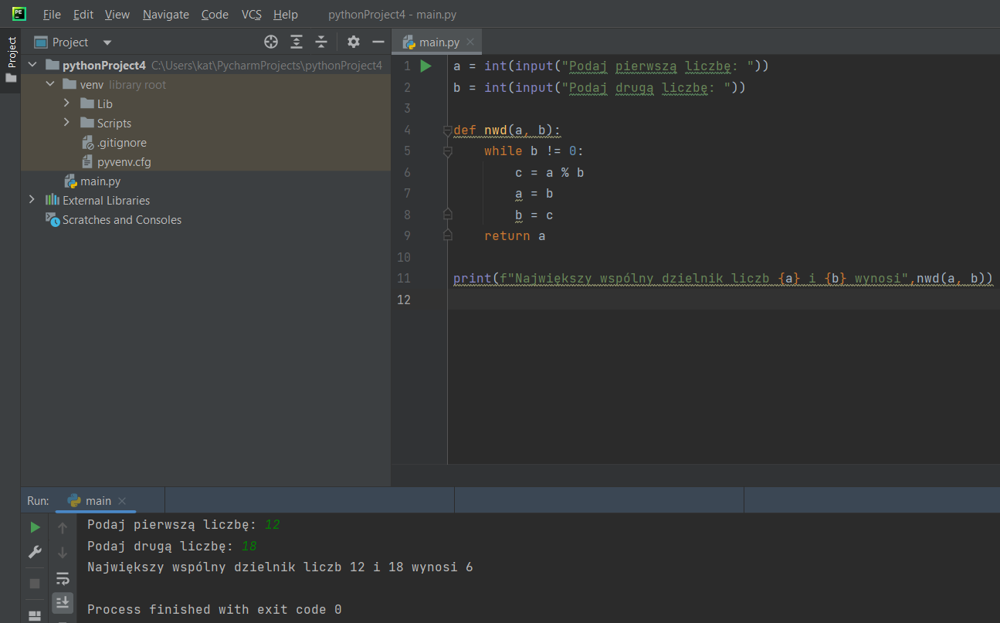 PC
File Edit View Navigate Code VCS Help pythonProject4 - main.py
Project
Project
main.py
pythonProject4 C:\Users\kat\PycharmProjects\pythonProject4
venv library root
Lib
Scripts
.gitignore
pyvenv.cfg
main.py
External Libraries
Scratches and Consoles
1 a = int(input("Podaj pierwszą liczbę: "))
2 b = int(input("Podaj drugą liczbę: "))
3
4 def nwd(a, b):
5     while b != 0:
6         c = a % b
7         a = b
8         b = c
9     return a
10
11 print(f"Największy wspólny dzielnik liczb {a} i {b} wynosi",nwd(a, b))
12
Run: main
Podaj pierwszą liczbę: 12
Podaj drugą liczbę: 18
Największy wspólny dzielnik liczb 12 i 18 wynosi 6
Process finished with exit code 0